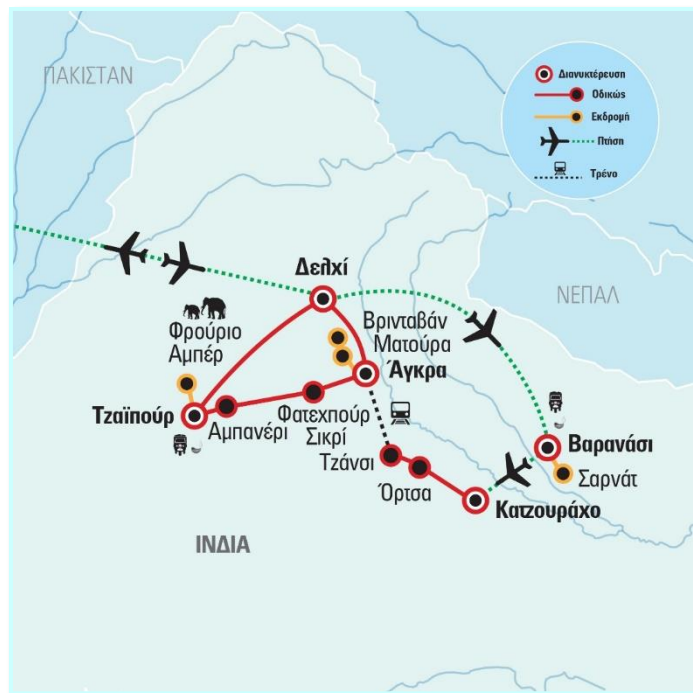 ΠΑΚΙΣΤΑΝ
Διανυκτέρευση
Οδικώς
Εκδρομή
Πτήση
Τρένο
Δελχί
ΝΕΠΑΛ
Φρούριο
Αμπέρ
Βρινταβάν
Ματούρα
Άγκρα
Τζαϊπούρ
Αμπανέρι
Φατεχπούρ
Σικρί
Τζάνσι
Όρτσα
Βαρανάσι
Σαρνάτ
Κατζουράχο
ΙΝΔΙΑ